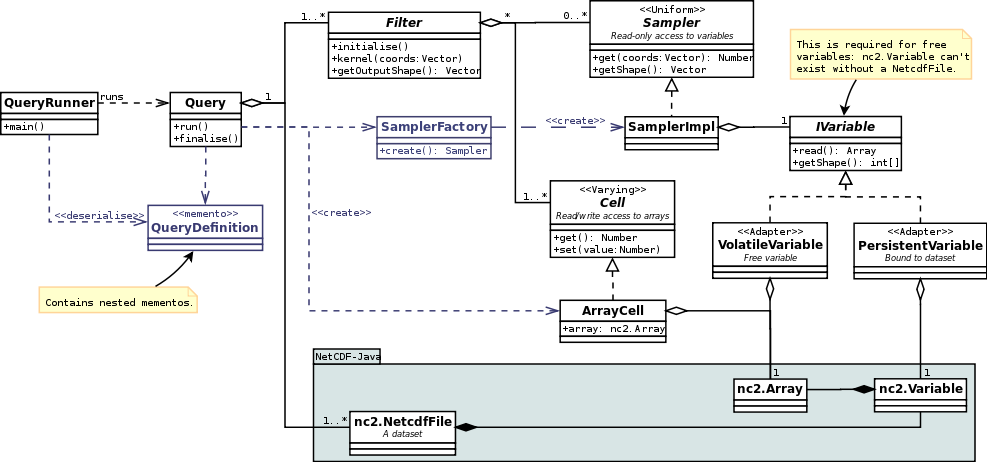 <<Uniform>>
Sampler
Read-only access to variables
+get(coords:Vector): Number
+getShape(): Vector
1..*
Filter
+initialise()
+kernel(coords:Vector)
+getOutputShape(): Vector
*
0..*
This is required for free
variables: nc2.Variable can't
exist without a NetcdfFile.
QueryRunner
+main()
runs
Query
+run()
+finalise()
1
SamplerFactory
+create(): Sampler
<<create>>
SamplerImpl
1
IVariable
+read(): Array
+getShape(): int[]
<<deserialise>>
<<memento>>
QueryDefinition
<<create>>
1..*
<<Varying>>
Cell
Read/write access to arrays
+get(): Number
+set(value:Number)
<<Adapter>>
VolatileVariable
Free variable
<<Adapter>>
PersistentVariable
Bound to dataset
Contains nested mementos.
ArrayCell
+array: nc2.Array
NetCDF-Java
1
1
nc2.Array
nc2.Variable
1..*
nc2.NetcdfFile
A dataset